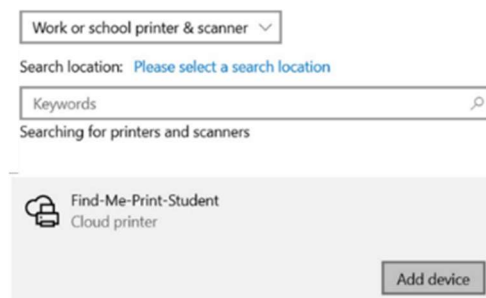 Work or school printer & scanner
Search location: Please select a search location
Keywords
Searching for printers and scanners
Find-Me-Print-Student
Cloud printer
Add device